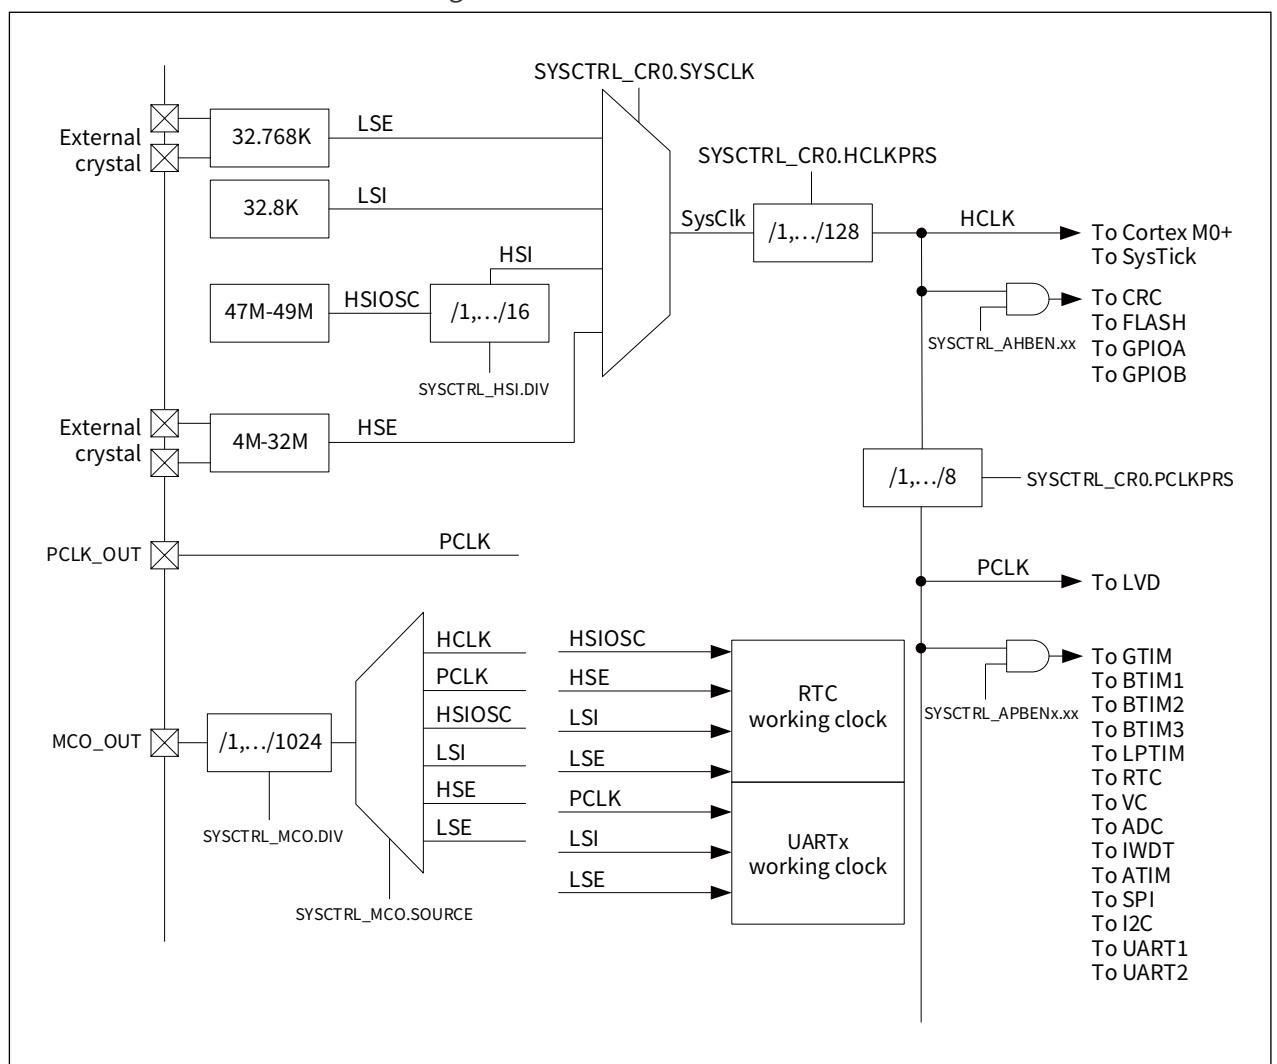 SYSCTRL_CR0.SYSCLK
External
crystal
32.768K
LSE
32.8K
LSI
SYSCTRL_CR0.HCLKPRS
SysClk
/1,.../128
HCLK
To Cortex M0+
To SysTick
HSI
47M-49M
HSIOSC
/1,.../16
SYSCTRL_HSI.DIV
SYSCTRL_AHBEN.xx
To CRC
To FLASH
To GPIOA
To GPIOB
External
crystal
4M-32M
HSE
/1,.../8
SYSCTRL_CR0.PCLKPRS
PCLK_OUT
PCLK
PCLK
To LVD
MCO_OUT
/1,.../1024
SYSCTRL_MCO.DIV
HCLK
PCLK
HSIOSC
LSI
HSE
LSE
SYSCTRL_MCO.SOURCE
HSIOSC
HSE
LSI
LSE
PCLK
LSI
LSE
RTC
working clock
UARTx
working clock
SYSCTRL_APBENx.xx
To GTIM
To BTIM1
To BTIM2
To BTIM3
To LPTIM
To RTC
To VC
To ADC
To IWDT
To ATIM
To SPI
To I2C
To UART1
To UART2